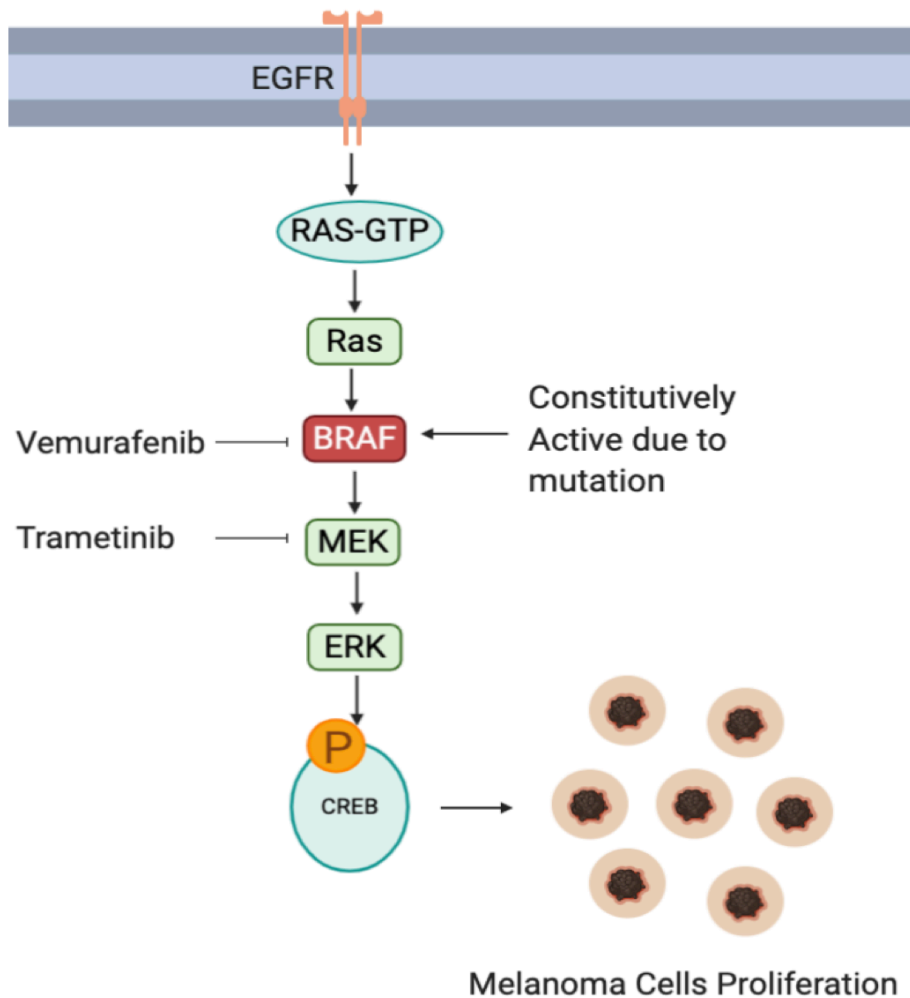 EGFR
RAS-GTP
Ras
BRAF
Constitutively
Active due to
mutation
Vemurafenib
Trametinib
MEK
ERK
P
CREB
Melanoma Cells Proliferation